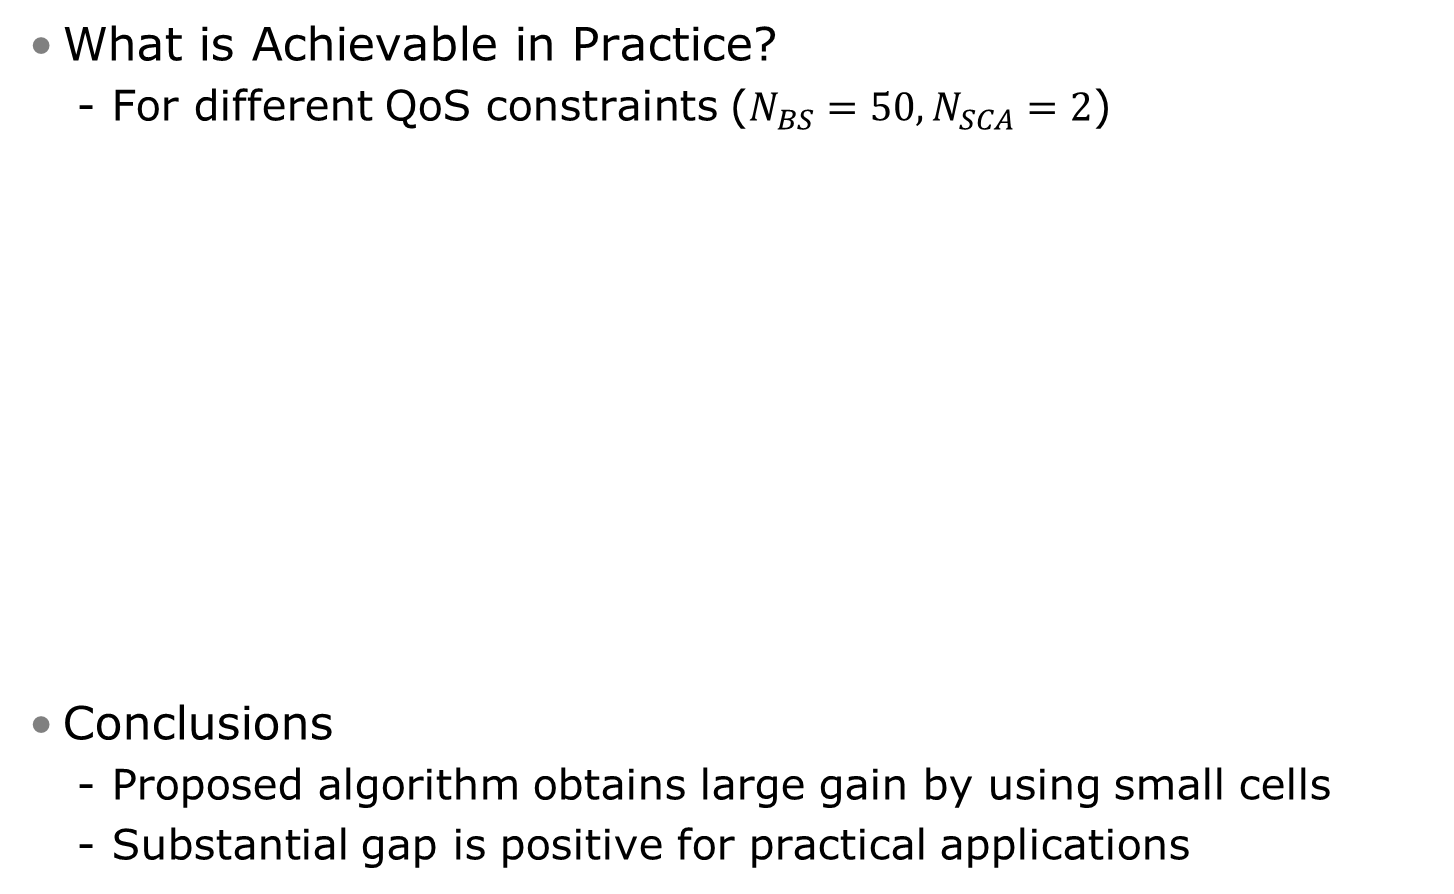 • What is Achievable in Practice?
- For different QoS constraints (N_BS = 50, N_SCA = 2)
• Conclusions
- Proposed algorithm obtains large gain by using small cells
- Substantial gap is positive for practical applications